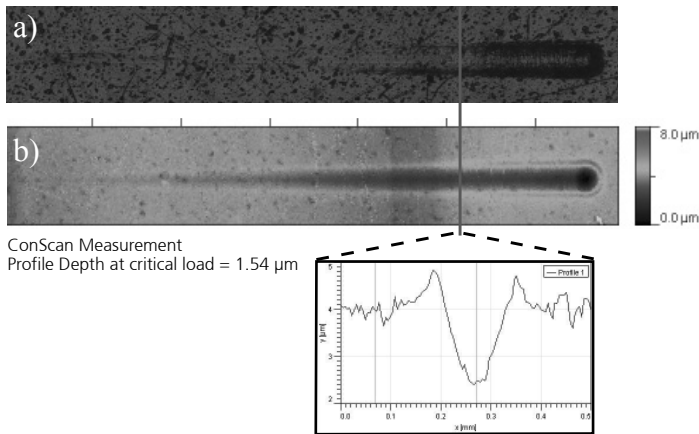 a)
b)
8.0 µm
0.0 µm
ConScan Measurement
Profile Depth at critical load = 1.54 µm
Profile 1
5
4
3
2
y [µm]
0.0 0.1 0.2 0.3 0.4 0.5
x [mm]